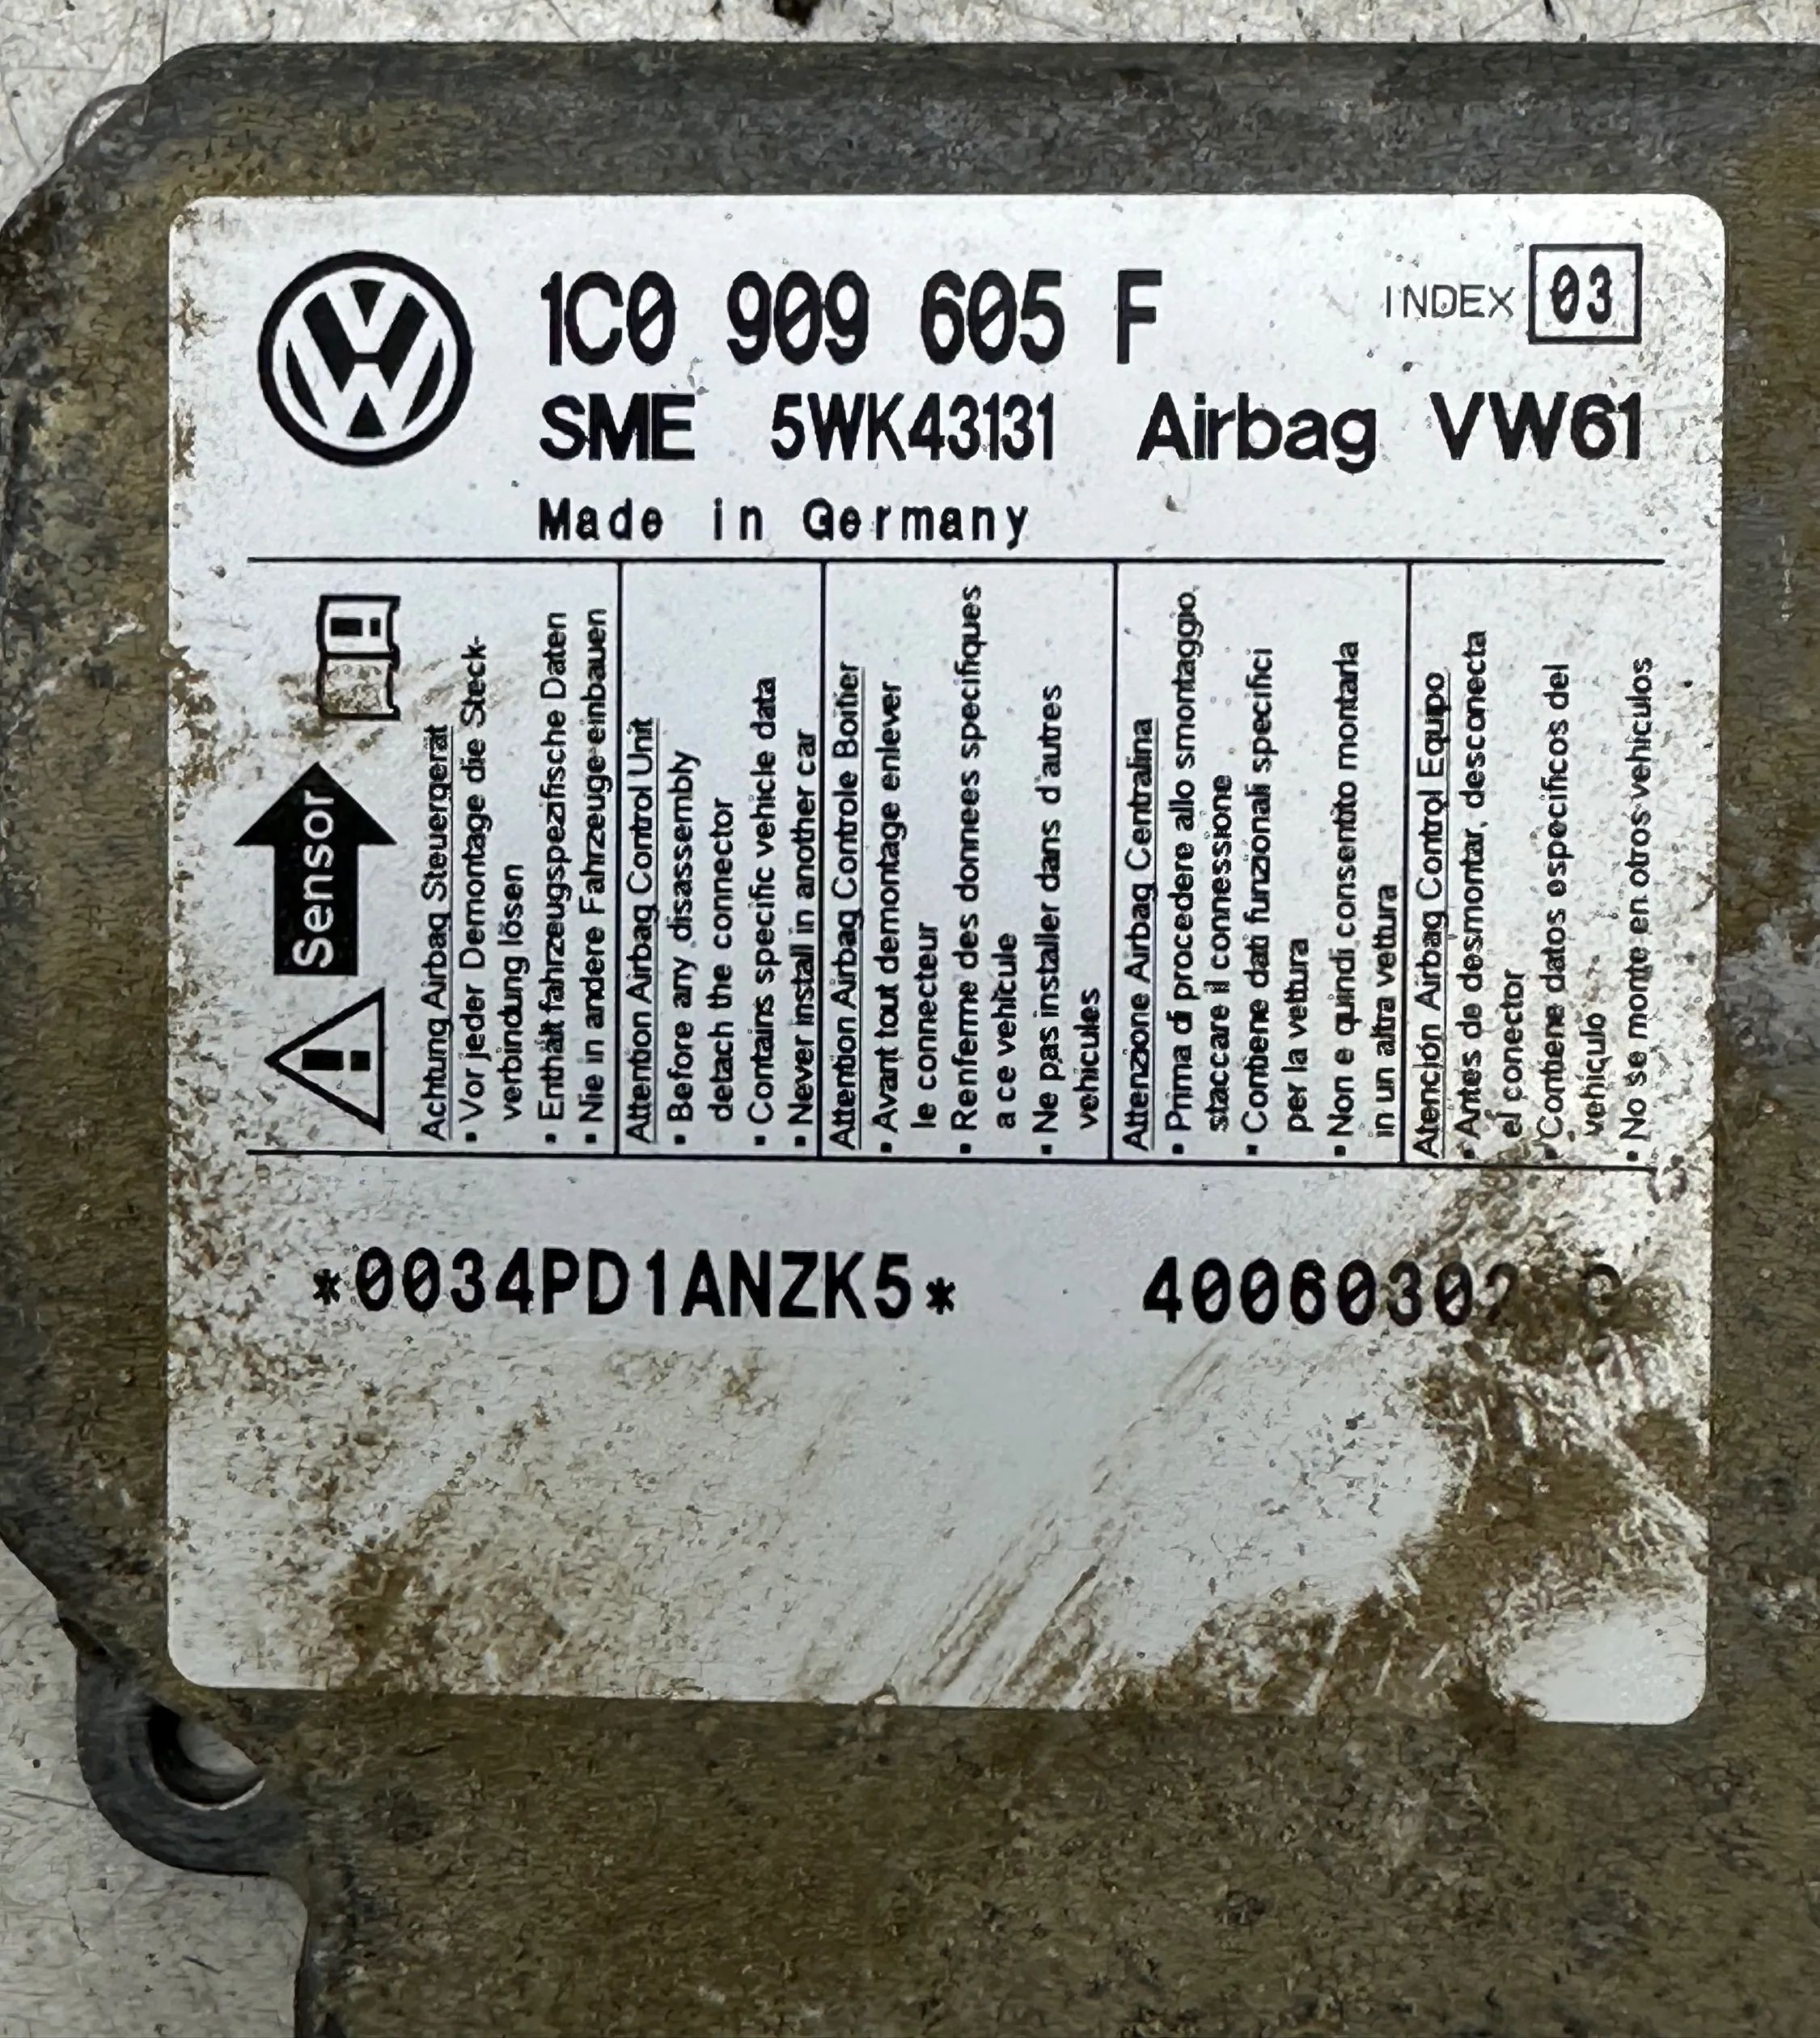 1C0 909 605 F INDEX 03
SME 5WK43131 Airbag VW61
Made in Germany
Sensor
Achtung Airbag Steuergerät
• Vor jeder Demontage die Steck-
verbindung lösen
• Enthält fahrzeugspezifische Daten
• Nie in andere Fahrzeuge einbauen
Attention Airbag Control Unit
• Before any disassembly
detach the connector
• Contains specific vehicle data
• Never install in another car
Attention Airbag Controle Boitier
• Avant tout demontage enlever
le connecteur
• Renferme des donnees specifiques
a ce vehicule
• Ne pas installer dans d'autres
vehicules
Attenzione Airbag Centralina
• Prima di procedere allo smontaggio,
staccare il connessione
• Contiene dati funzionali specifici
per la vettura
• Non e quindi consentito montarla
in un altra vettura
Atención Airbag Control Equipo
• Antes de desmontar, desconecta
el conector
• Contiene datos especificos del
vehiculo
• No se monte en otros vehiculos
*0034PD1ANZK5*